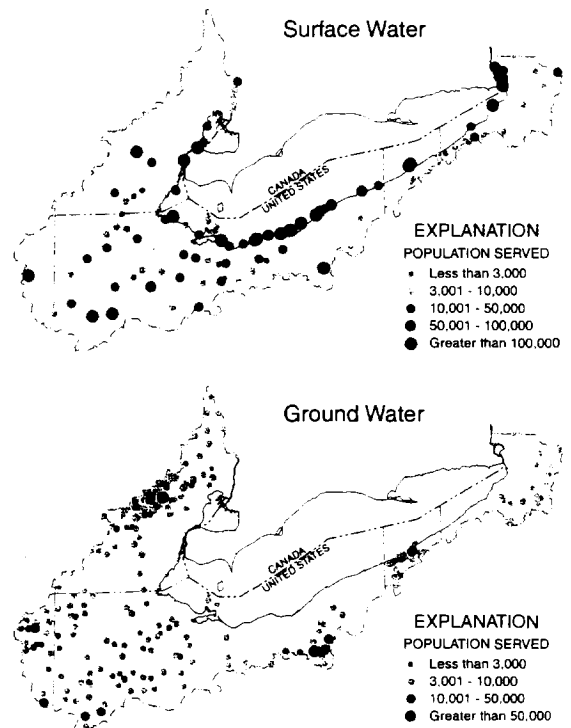 Surface Water
CANADA
UNITED STATES
EXPLANATION
POPULATION SERVED
Less than 3,000
3.001 - 10,000
10,001 - 50,000
50,001 - 100,000
Greater than 100,000
Ground Water
CANADA
UNITED STATES
EXPLANATION
POPULATION SERVED
Less than 3,000
3,001 - 10,000
10,001 - 50,000
Greater than 50,000